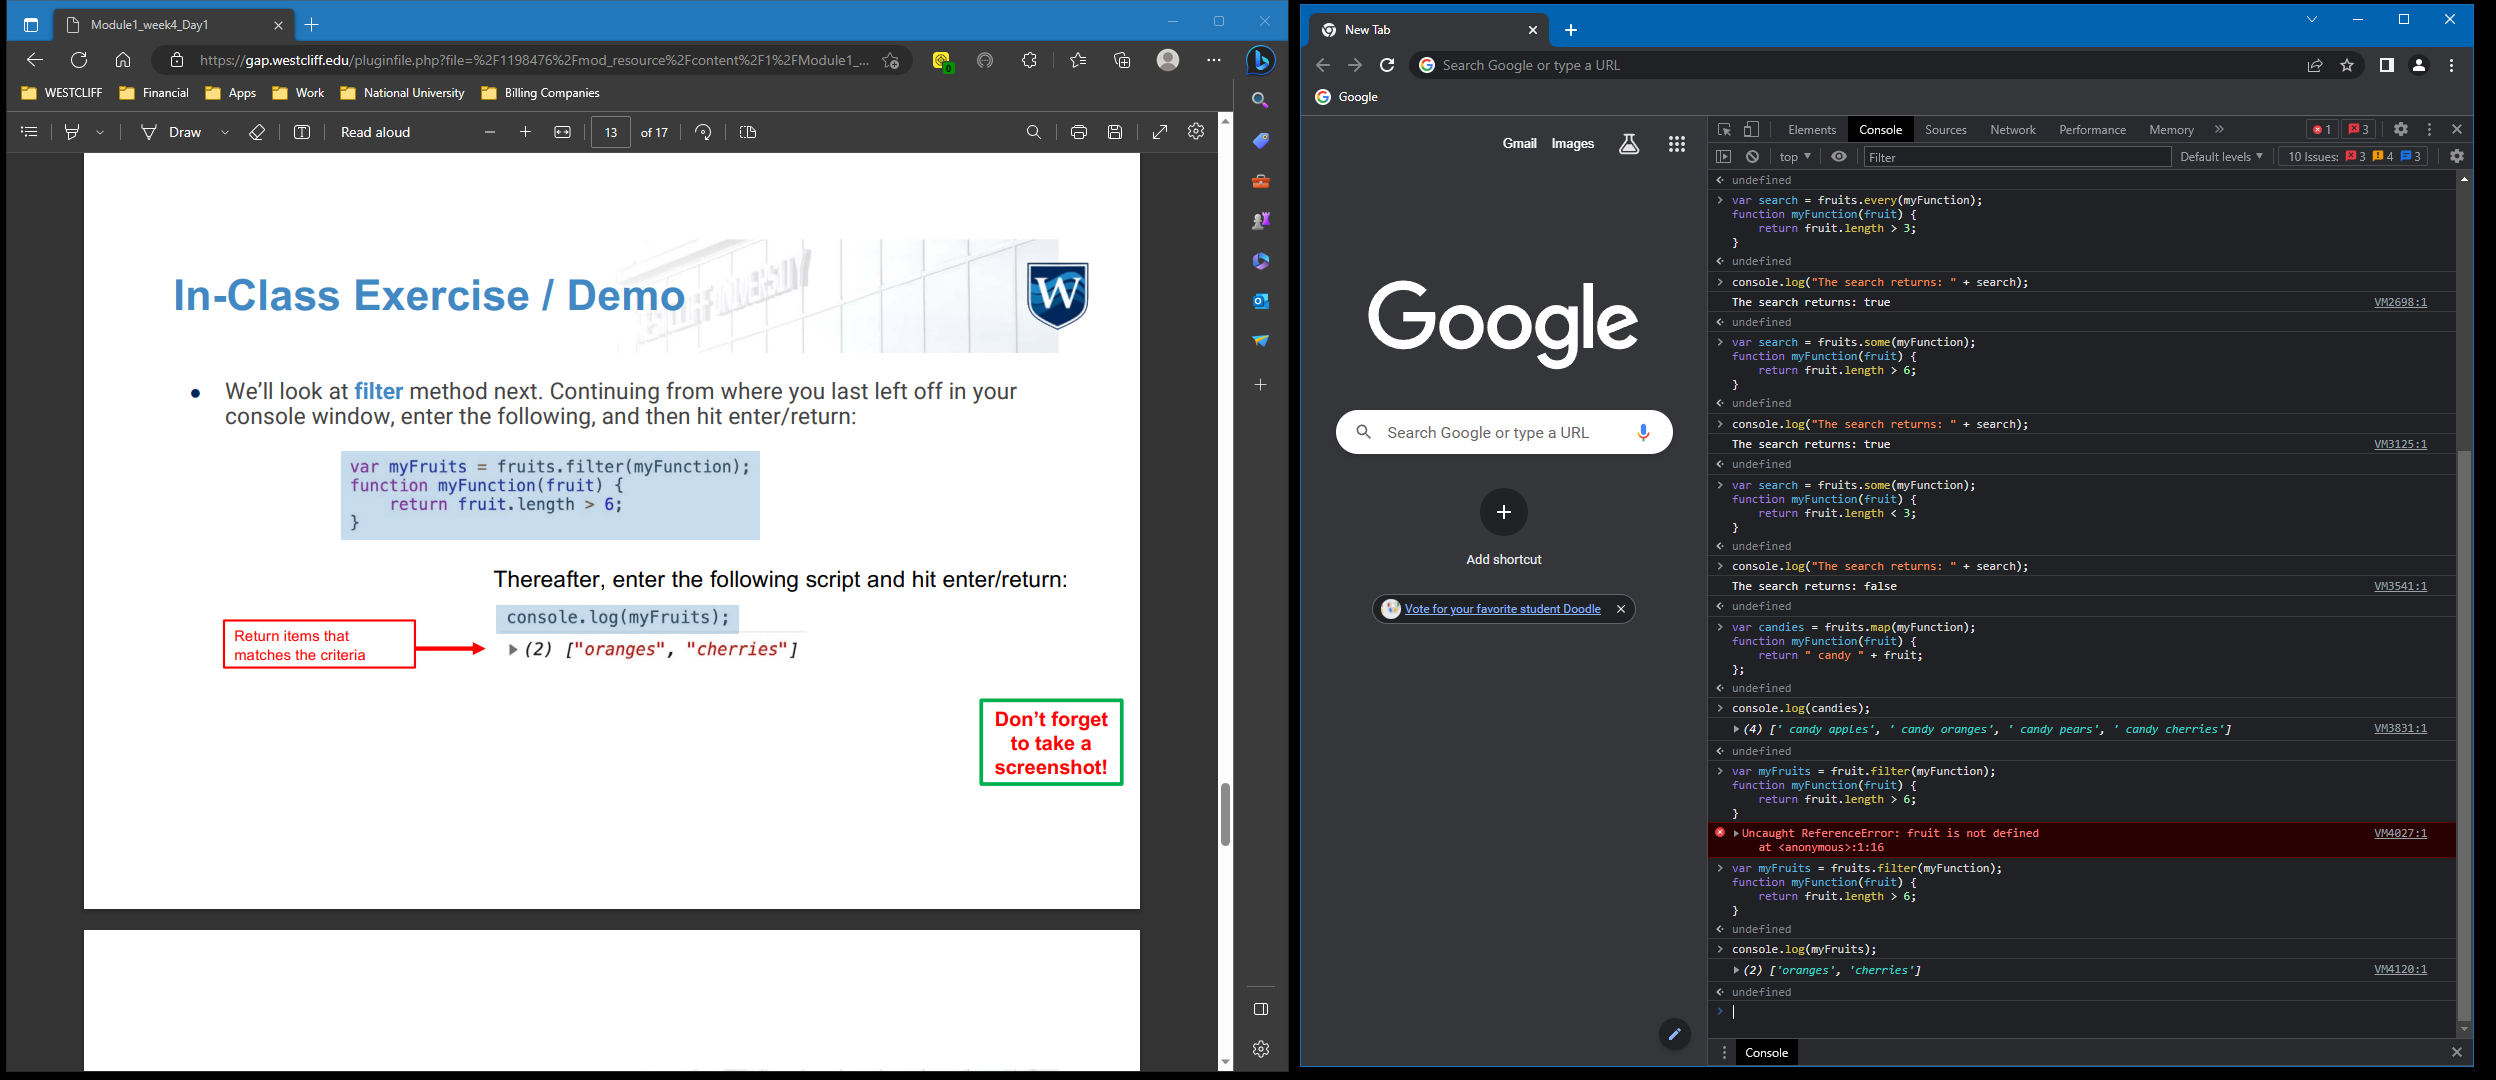 Module1_week4_Day1
https://gap.westcliff.edu/pluginfile.php?file=%2F1198476%2Fmod_resource%2Fcontent%2F1%2FModule1_...
0
WESTCLIFF
Financial
Apps
Work
National University
Billing Companies
Draw
Read aloud
13
of 17
In-Class Exercise / Demo
W
We'll look at filter method next. Continuing from where you last left off in your
console window, enter the following, and then hit enter/return:
var myFruits = fruits.filter(myFunction);
function myFunction(fruit) {
return fruit.length > 6;
}
Thereafter, enter the following script and hit enter/return:
console.log(myFruits);
(2) ["oranges", "cherries"]
Return items that
matches the criteria
Don't forget
to take a
screenshot!
New Tab
Search Google or type a URL
Google
Gmail
Images
Google
Search Google or type a URL
Add shortcut
Vote for your favorite student Doodle
Elements
Console
Sources
Network
Performance
Memory
1
3
top
Filter
Default levels
10 Issues: 3 4 3
undefined
var search = fruits.every(myFunction);
function myFunction(fruit) {
return fruit.length > 3;
}
undefined
console.log("The search returns: " + search);
The search returns: true VM2698:1
undefined
var search = fruits.some(myFunction);
function myFunction(fruit) {
return fruit.length > 6;
}
undefined
console.log("The search returns: " + search);
The search returns: true VM3125:1
undefined
var search = fruits.some(myFunction);
function myFunction(fruit) {
return fruit.length < 3;
}
undefined
console.log("The search returns: " + search);
The search returns: false VM3541:1
undefined
var candies = fruits.map(myFunction);
function myFunction(fruit) {
return " candy " + fruit;
};
undefined
console.log(candies);
(4) [' candy apples', ' candy oranges', ' candy pears', ' candy cherries'] VM3831:1
undefined
var myFruits = fruit.filter(myFunction);
function myFunction(fruit) {
return fruit.length > 6;
}
Uncaught ReferenceError: fruit is not defined VM4027:1
at <anonymous>:1:16
var myFruits = fruits.filter(myFunction);
function myFunction(fruit) {
return fruit.length > 6;
}
undefined
console.log(myFruits);
(2) ['oranges', 'cherries'] VM4120:1
undefined
Console